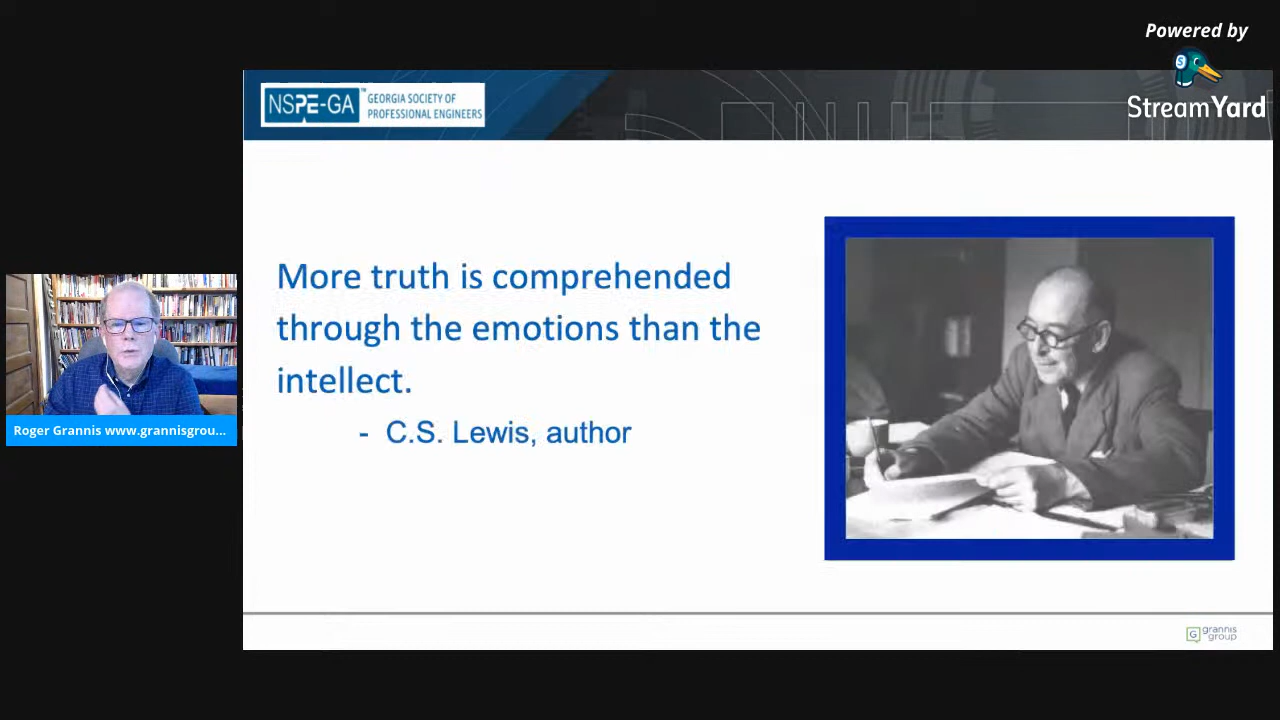 Powered by
StreamYard
NSPE-GA™
GEORGIA SOCIETY OF
PROFESSIONAL ENGINEERS
More truth is comprehended
through the emotions than the
intellect.
- C.S. Lewis, author
Roger Grannis www.grannisgrou...
G grannis
group